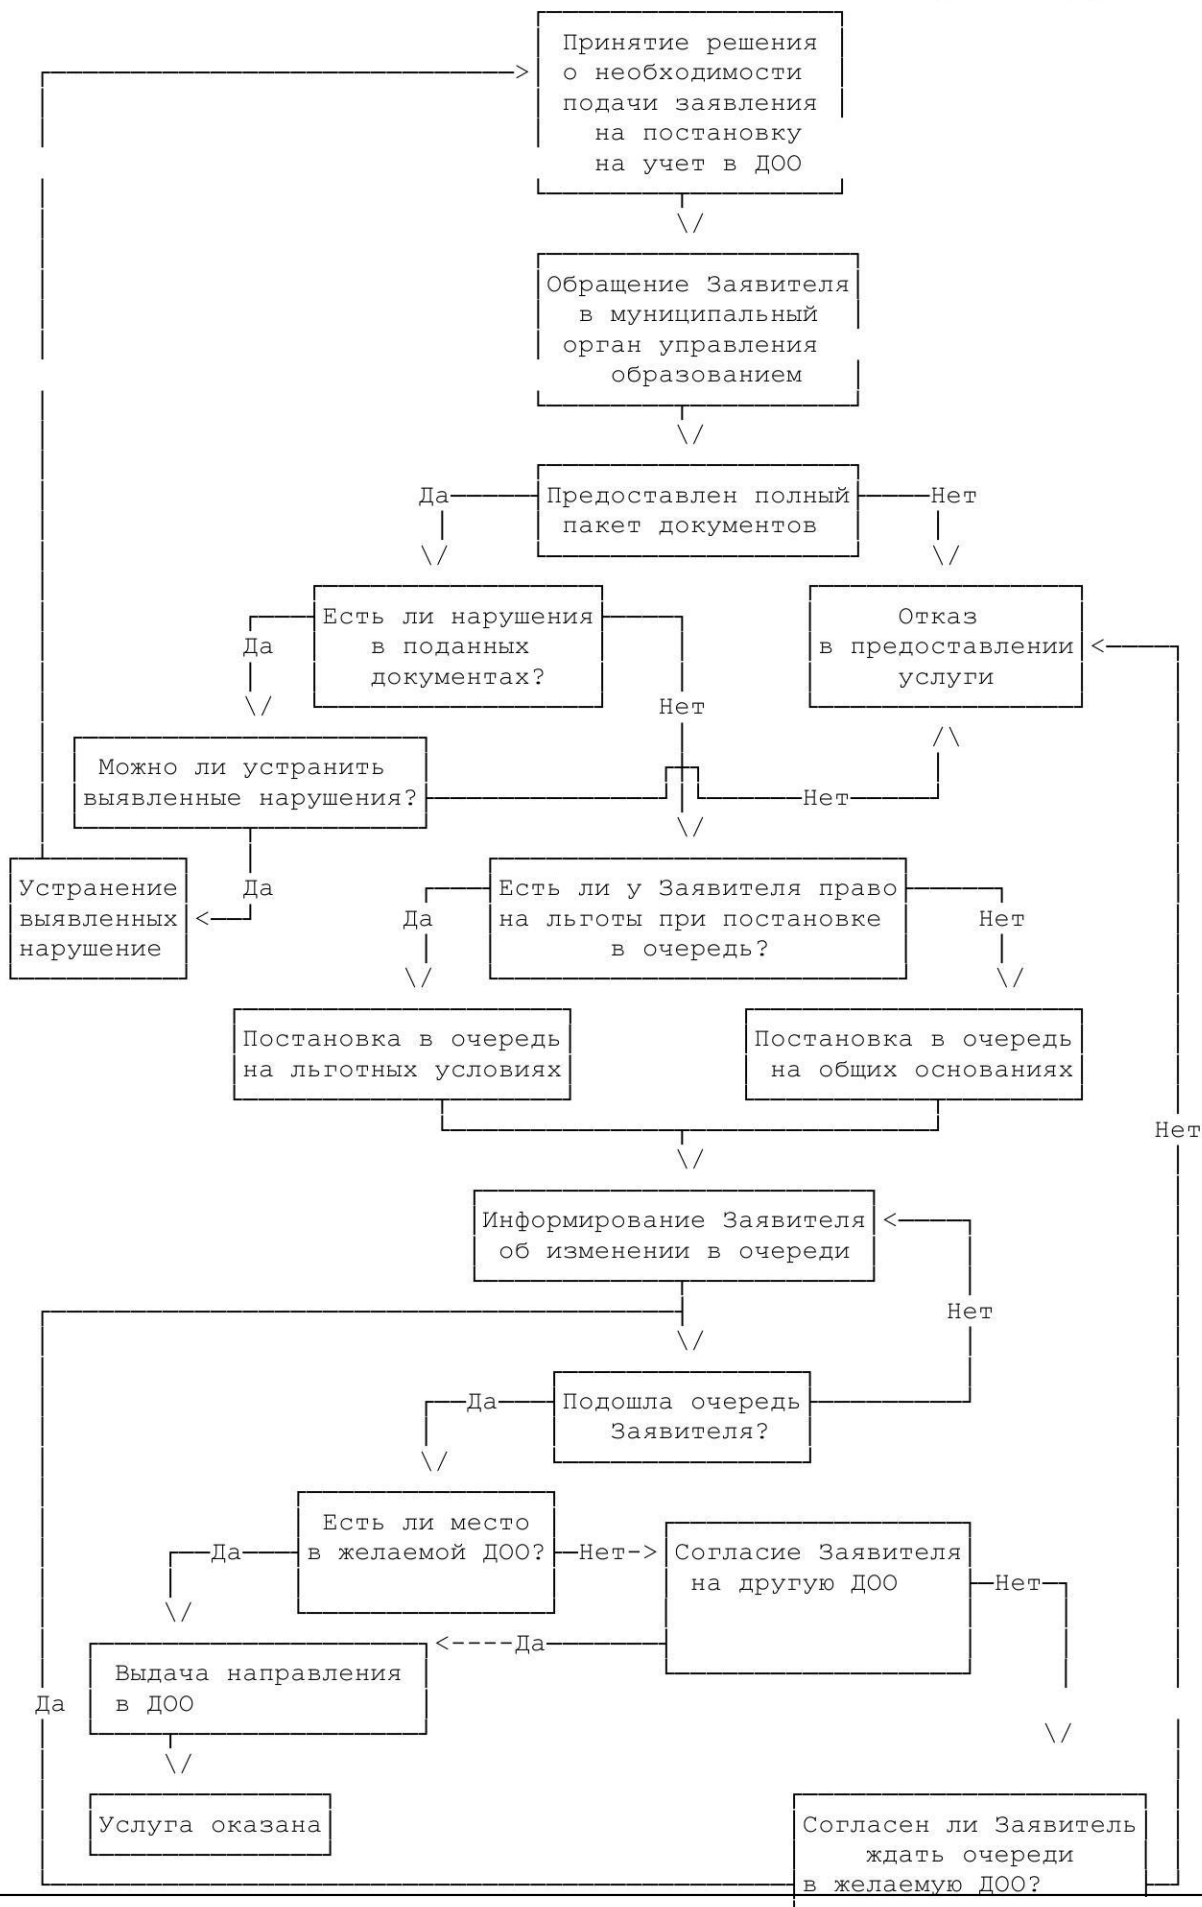 Принятие решения
о необходимости
подачи заявления
на постановку
на учет в ДОО
Обращение Заявителя
в муниципальный
орган управления
образованием
Да
Предоставлен полный
пакет документов
Нет
Есть ли нарушения
в поданных
документах?
Да
Нет
Отказ
в предоставлении
услуги
Можно ли устранить
выявленные нарушения?
Нет
Да
Устранение
выявленных
нарушение
Есть ли у Заявителя право
на льготы при постановке
в очередь?
Да
Нет
Постановка в очередь
на льготных условиях
Постановка в очередь
на общих основаниях
Нет
Информирование Заявителя
об изменении в очереди
Нет
Да
Подошла очередь
Заявителя?
Есть ли место
в желаемой ДОО?
Да
Нет
Согласие Заявителя
на другую ДОО
Нет
Да
Выдача направления
в ДОО
Да
Услуга оказана
Согласен ли Заявитель
ждать очереди
в желаемую ДОО?